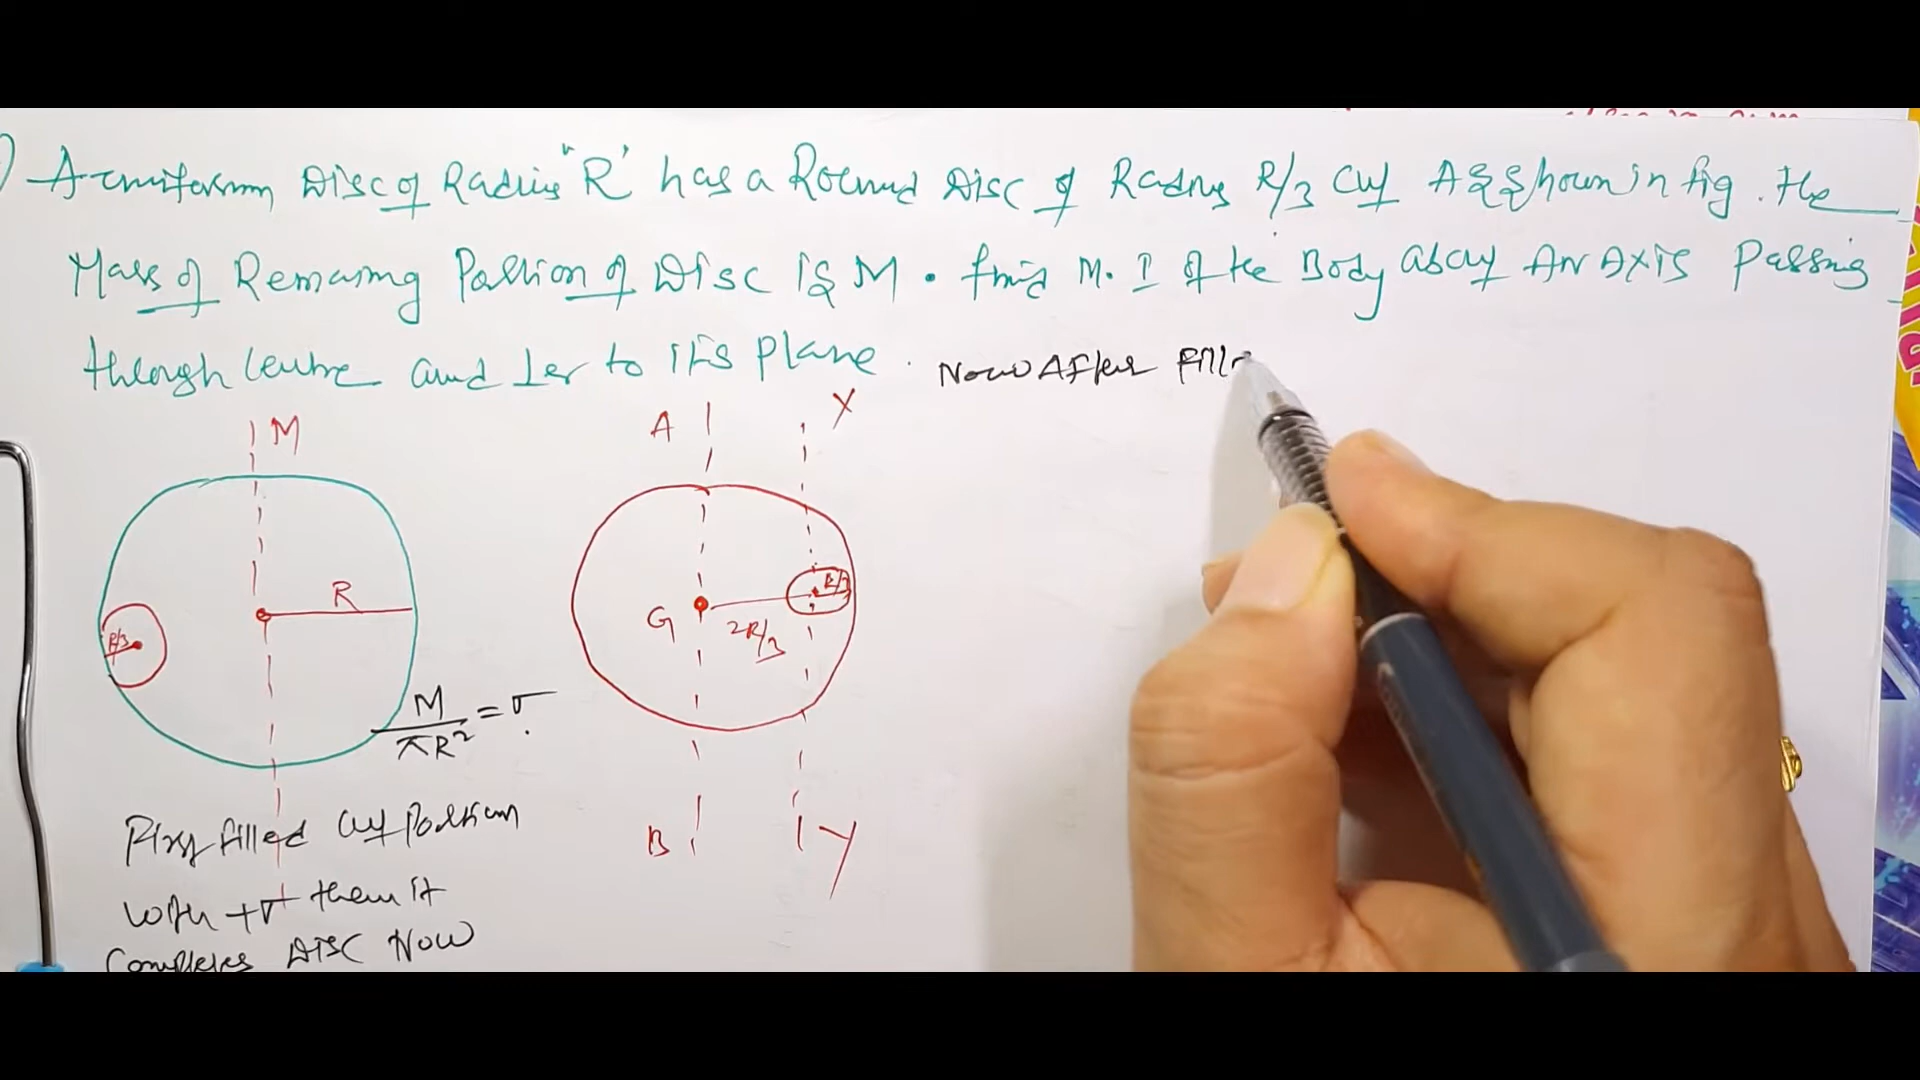 A uniform Disc of Radius "R" has a Round Disc of Radius R/3 cut As shown in fig. The
Mass of Remaining Portion of Disc is M. find M.I of the Body about An Axis Passing
through centre and ⊥er to its plane. Now After Fill
A
X
M
R
R/3
G
2R/3
R/3
M/πR² = σ
B
Y
First filled cut portion
with +σ then it
Completes Disc Now